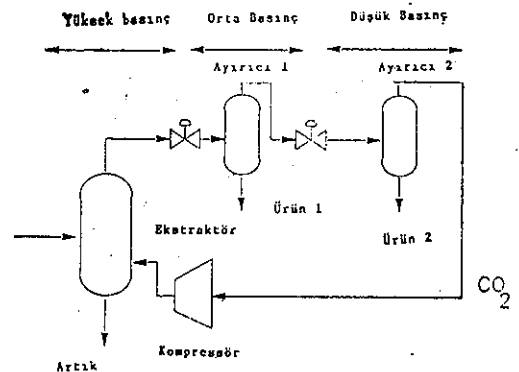 Yüksek basınç
Orta Basınç
Düşük Basınç
Ayırıcı 1
Ayırıcı 2
Ürün 1
Ürün 2
Ekstraktör
CO2
Kompressör
Artık